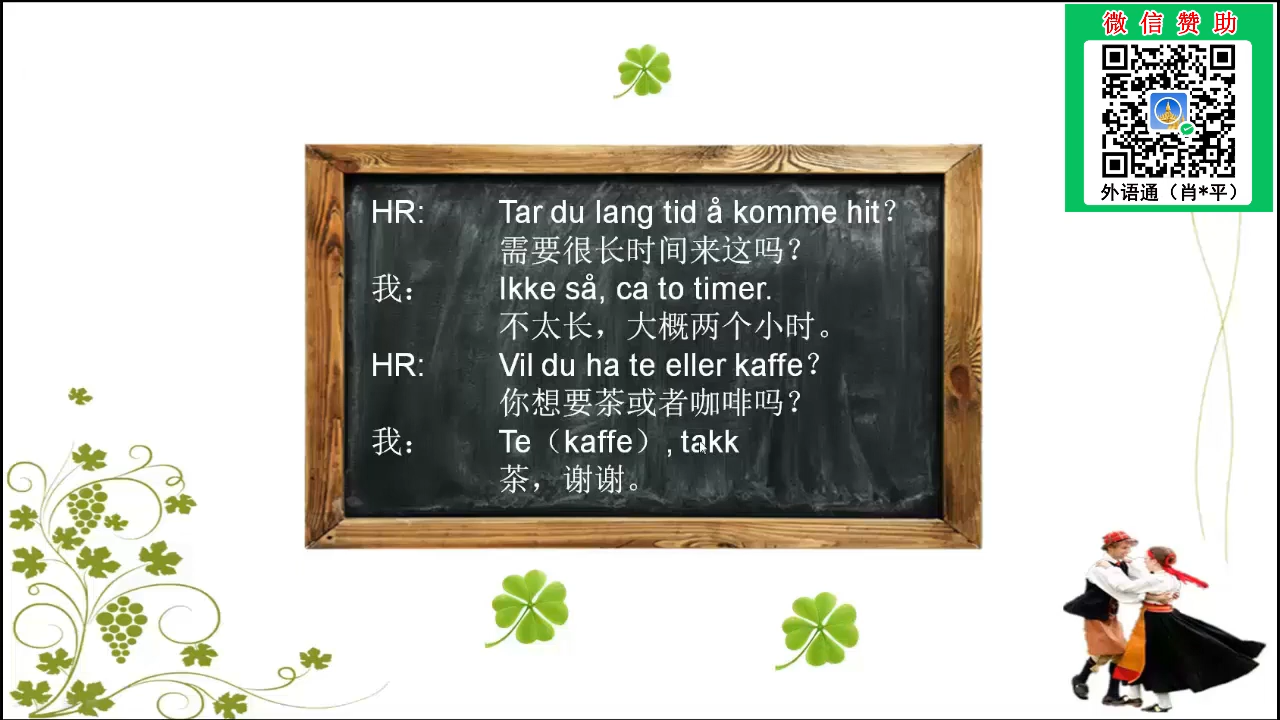 微信赞助
外语通（肖*平）
HR: Tar du lang tid å komme hit？
需要很长时间来这吗？
我： Ikke så, ca to timer.
不太长，大概两个小时。
HR: Vil du ha te eller kaffe？
你想要茶或者咖啡吗？
我： Te（kaffe）, takk
茶，谢谢。